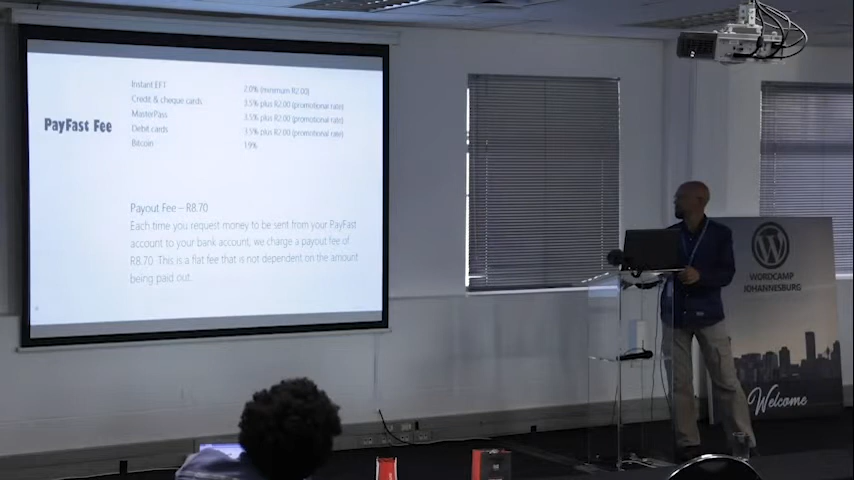 PayFast Fee
Instant EFT 2.0% (minimum R2.00)
Credit & cheque cards 3.5% plus R2.00 (promotional rate)
MasterPass 3.5% plus R2.00 (promotional rate)
Debit cards 3.5% plus R2.00 (promotional rate)
Bitcoin 1.9%
Payout Fee – R8.70
Each time you request money to be sent from your PayFast
account to your bank account, we charge a payout fee of
R8.70. This is a flat fee that is not dependent on the amount
being paid out.
WORDCAMP
JOHANNESBURG
Welcome